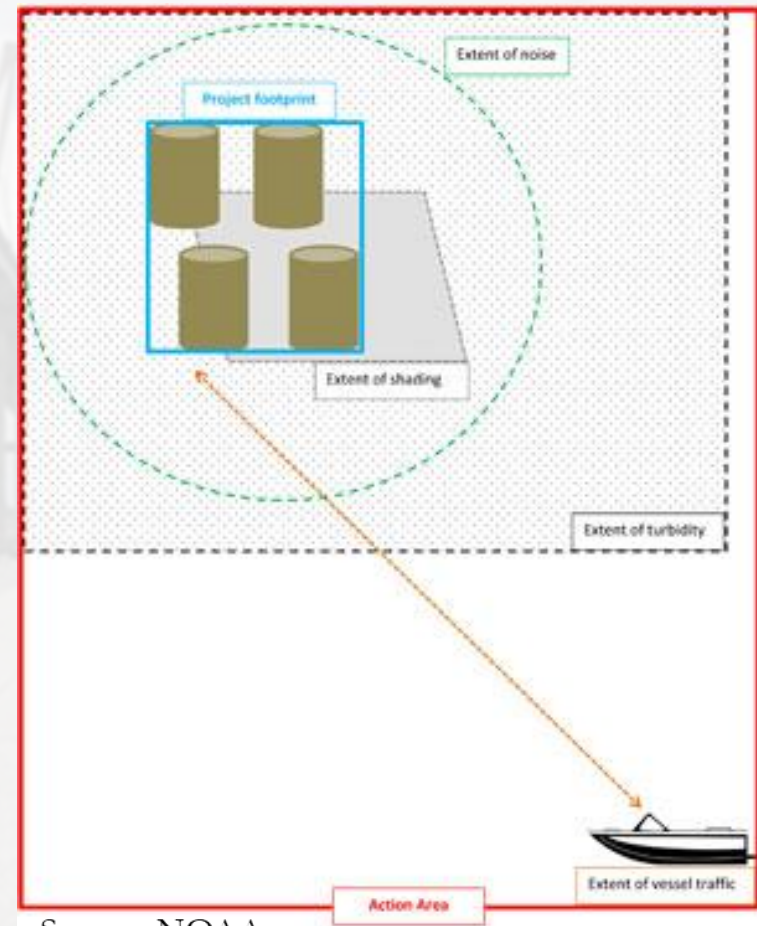 Extent of noise
Project footprint
Extent of shading
Extent of turbidity
Extent of vessel traffic
Action Area